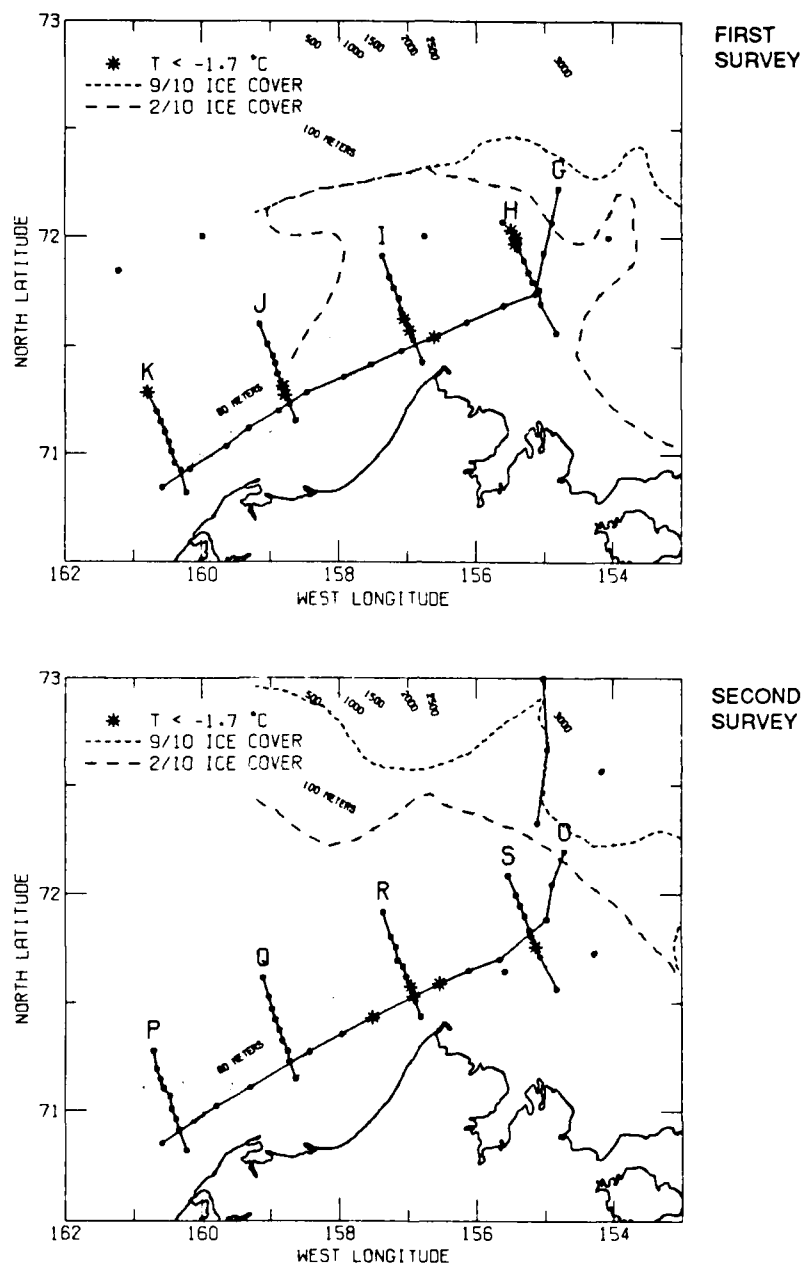 FIRST
SURVEY
73
72
71
NORTH LATITUDE
T < -1.7 °C
9/10 ICE COVER
2/10 ICE COVER
500
1000
1500
2000
2500
3000
100 METERS
G
H
I
J
K
80 METERS
162
160
158
156
154
WEST LONGITUDE
SECOND
SURVEY
73
72
71
NORTH LATITUDE
T < -1.7 °C
9/10 ICE COVER
2/10 ICE COVER
500
1000
1500
2000
2500
3000
100 METERS
O
S
R
Q
P
80 METERS
162
160
158
156
154
WEST LONGITUDE